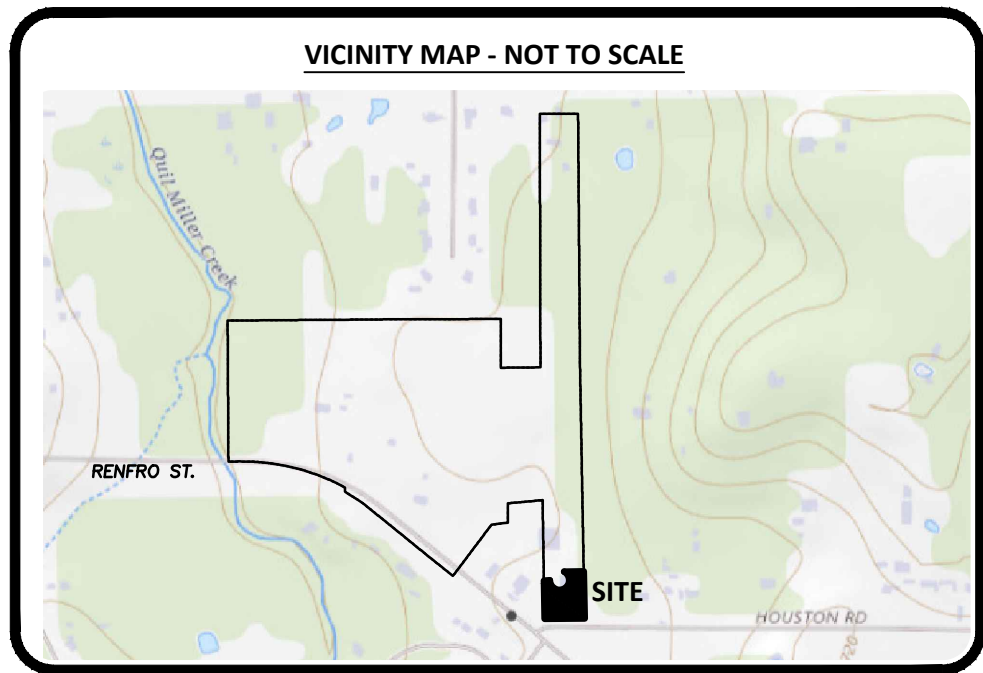 VICINITY MAP - NOT TO SCALE
Quil Miller Creek
RENFRO ST.
SITE
HOUSTON RD